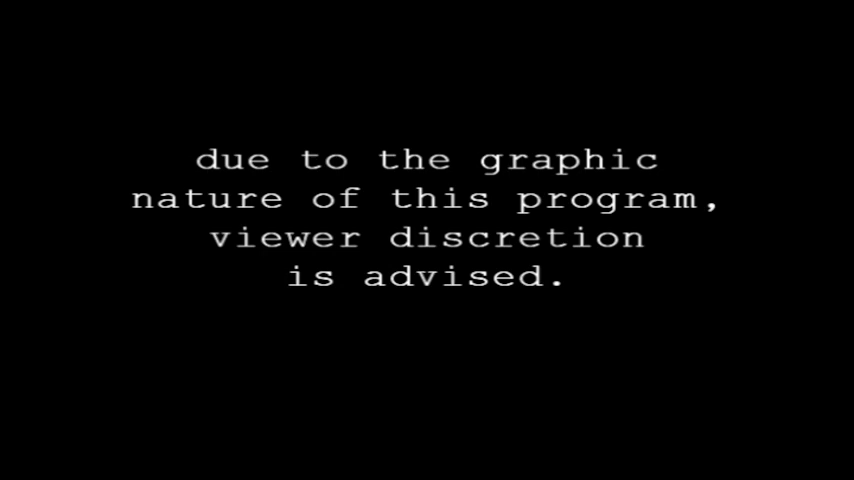 due to the graphic
nature of this program,
viewer discretion
is advised.